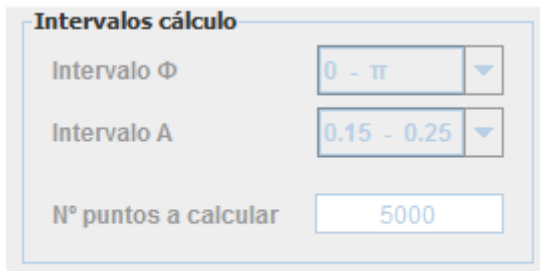 Intervalos cálculo
Intervalo Φ 0 - π
Intervalo A 0.15 - 0.25
Nº puntos a calcular 5000